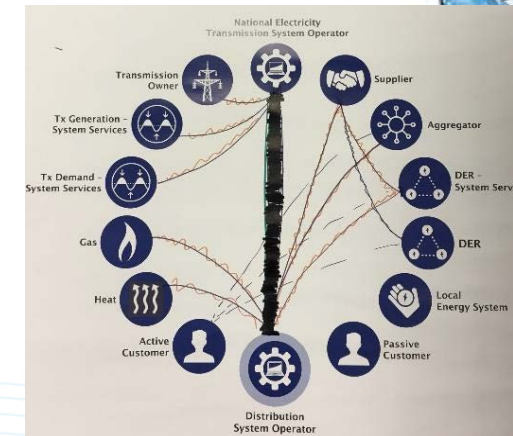 National Electricity
Transmission System Operator
Transmission
Owner
Supplier
Tx Generation –
System Services
Aggregator
Tx Demand –
System Services
DER –
System Serv
Gas
DER
Heat
Local
Energy System
Active
Customer
Passive
Customer
Distribution
System Operator